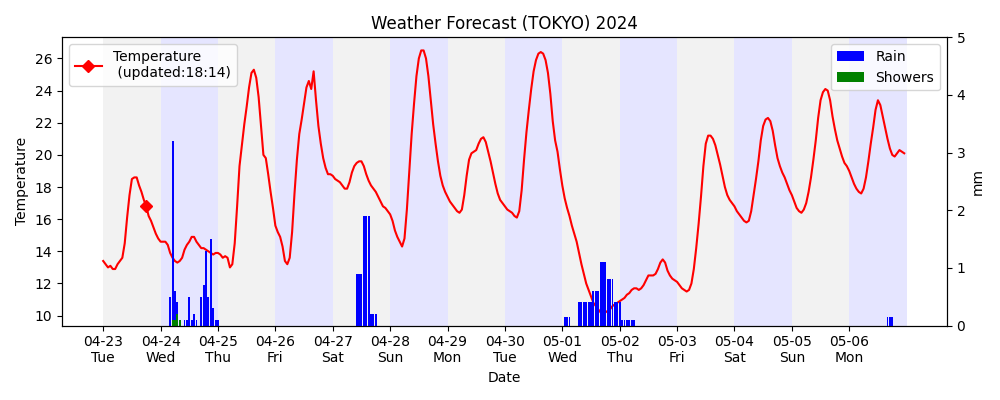 Weather Forecast (TOKYO) 2024
Temperature
(updated:18:14)
Rain
Showers
Temperature
26
24
22
20
18
16
14
12
10
5
4
3
2
1
0
mm
04-23 04-24 04-25 04-26 04-27 04-28 04-29 04-30 05-01 05-02 05-03 05-04 05-05 05-06
Tue Wed Thu Fri Sat Sun Mon Tue Wed Thu Fri Sat Sun Mon
Date